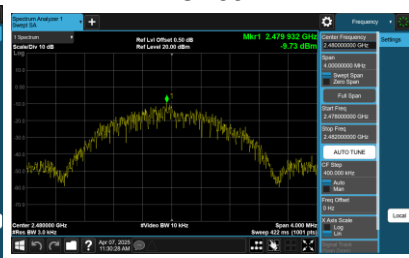 Spectrum Analyzer 1
Swept SA
Frequency
1 Spectrum
Scale/Div 10 dB
Log
Ref Lvl Offset 0.50 dB
Ref Level 20.00 dBm
Mkr1 2.479 932 GHz
-9.73 dBm
Center Frequency
2.480000000 GHz
Settings
Span
4.00000000 MHz
Swept Span
Zero Span
Full Span
Start Freq
2.478000000 GHz
Stop Freq
2.482000000 GHz
AUTO TUNE
CF Step
400.000 kHz
Auto
Man
Freq Offset
0 Hz
X Axis Scale
Log
Lin
Signal Track
Local
10.0
1
Center 2.480000 GHz
#Res BW 3.0 kHz
#Video BW 10 kHz
Span 4.000 MHz
Sweep 422 ms (1001 pts)
?
Apr 07, 2025
11:30:28 AM